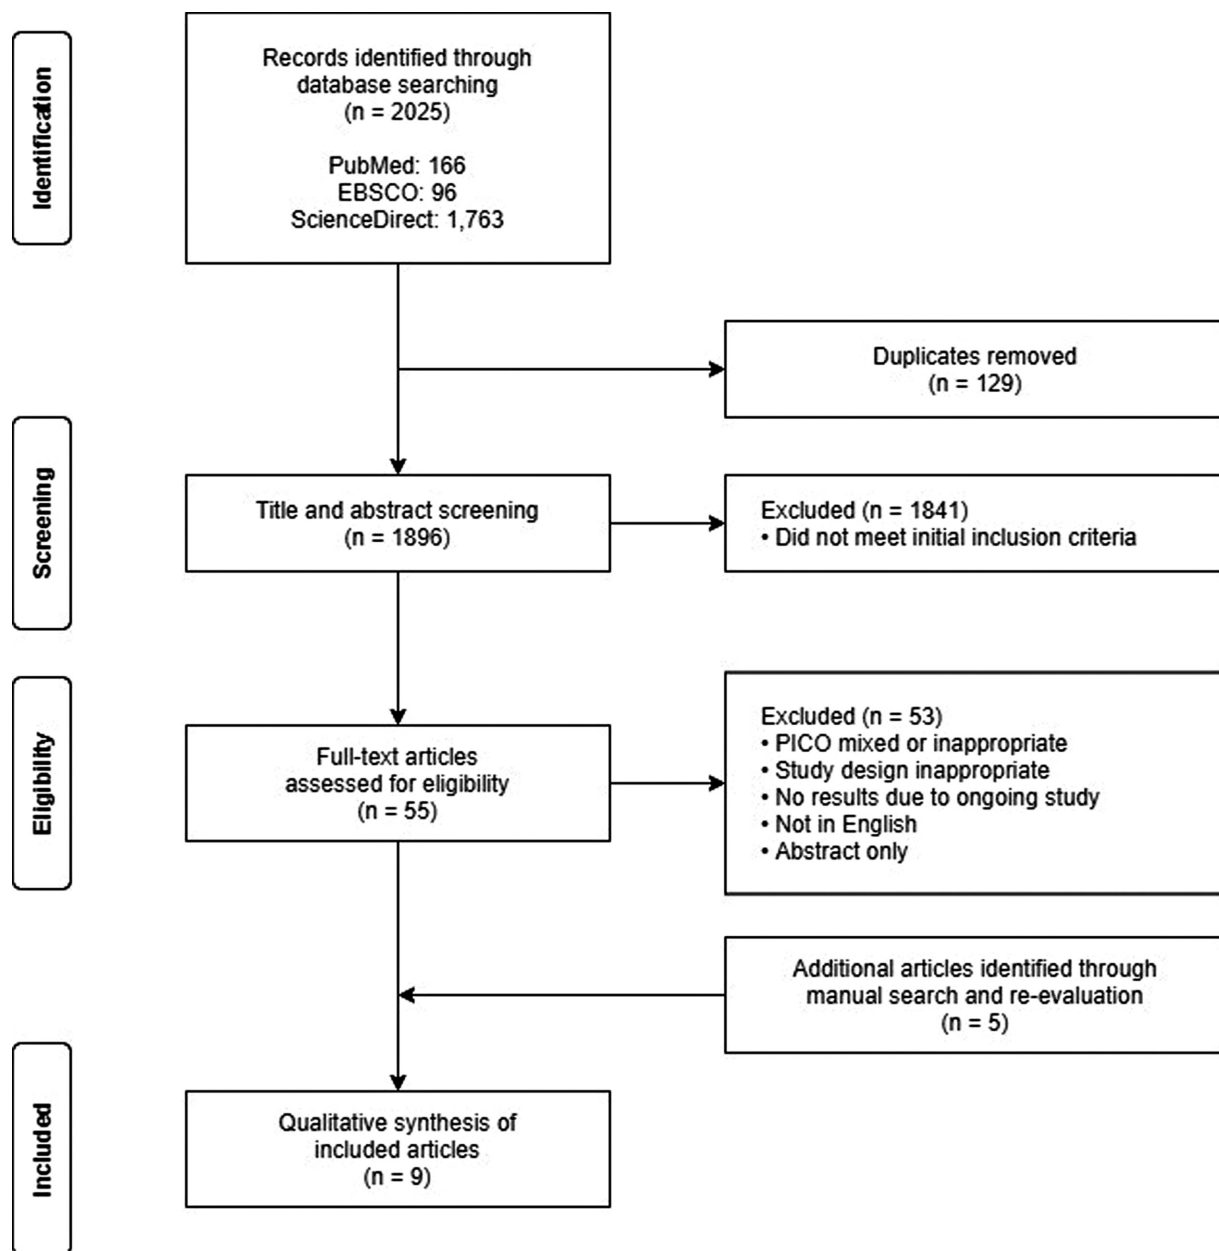 Identification
Records identified through
database searching
(n = 2025)
PubMed: 166
EBSCO: 96
ScienceDirect: 1,763
Duplicates removed
(n = 129)
Screening
Title and abstract screening
(n = 1896)
Excluded (n = 1841)
• Did not meet initial inclusion criteria
Eligibility
Full-text articles
assessed for eligibility
(n = 55)
Excluded (n = 53)
• PICO mixed or inappropriate
• Study design inappropriate
• No results due to ongoing study
• Not in English
• Abstract only
Additional articles identified through
manual search and re-evaluation
(n = 5)
Included
Qualitative synthesis of
included articles
(n = 9)